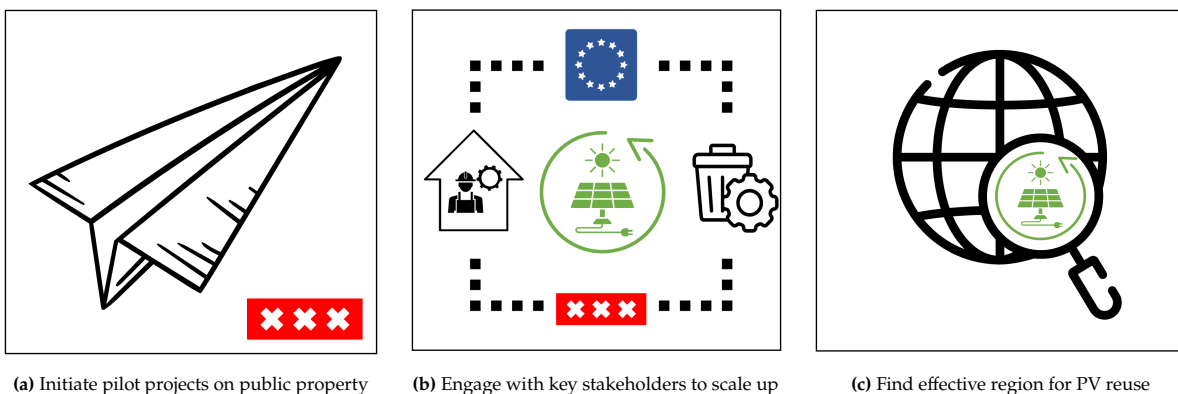 (a) Initiate pilot projects on public property
(b) Engage with key stakeholders to scale up
(c) Find effective region for PV reuse